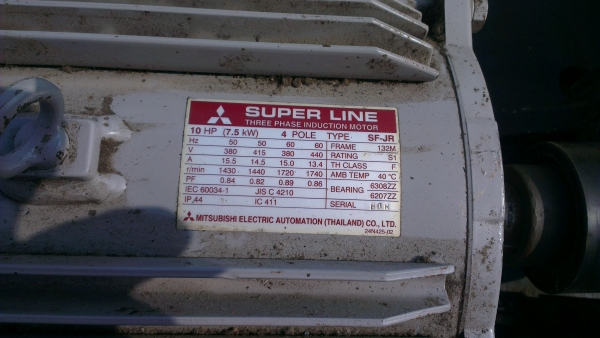 SUPER LINE
THREE PHASE INDUCTION MOTOR
10 HP (7.5 kW) 4 POLE TYPE SF-JR
Hz 50 50 60 60 FRAME 132M
V 380 415 380 440 RATING S1
A 15.5 14.5 15.0 13.4 TH CLASS F
r/min 1430 1440 1720 1740 AMB TEMP 40 °C
PF 0.84 0.82 0.89 0.86 BEARING 6308ZZ
IEC 60034-1 JIS C 4210 6207ZZ
IP 44 IC 411 SERIAL
MITSUBISHI ELECTRIC AUTOMATION (THAILAND) CO., LTD.
24N425-02